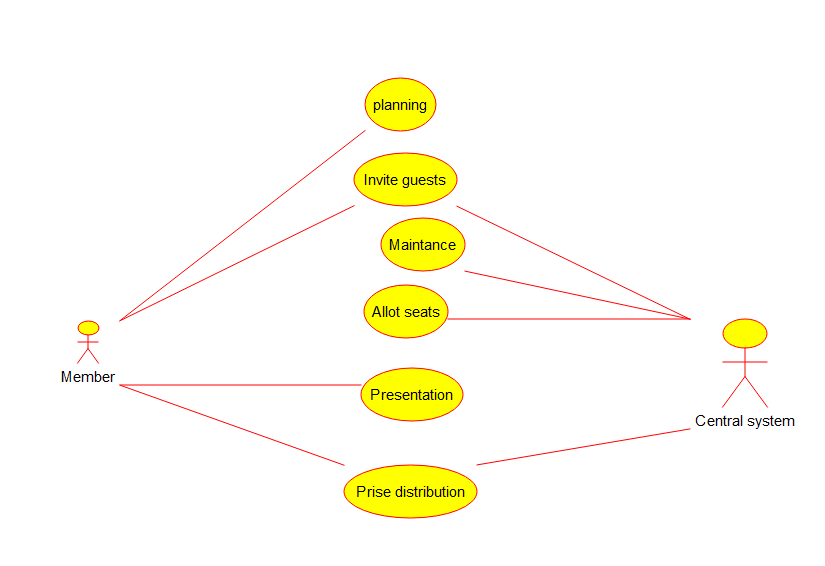 planning
Invite guests
Maintance
Allot seats
Member
Presentation
Central system
Prise distribution